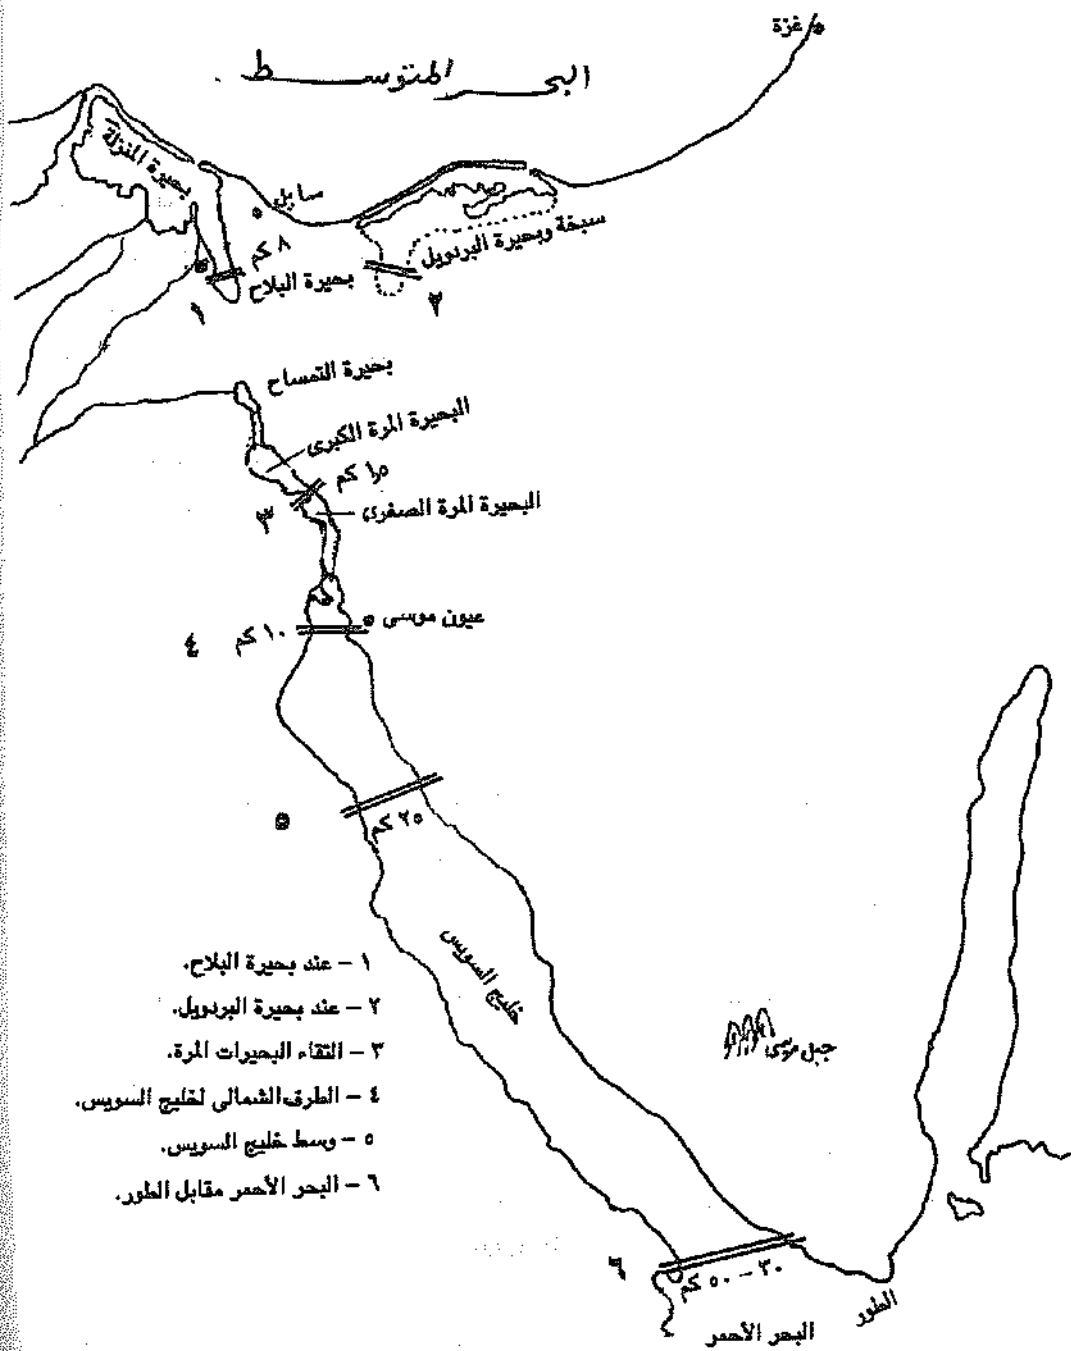 غزة
البحر المتوسط
بحيرة المنزلة
سابل
سبخة وبحيرة البردويل
٨ كم
بحيرة البلاح
١
٢
بحيرة التمساح
البحيرة المرة الكبرى
١,٥ كم
البحيرة المرة الصغرى
٣
عيون موسى
١٠ كم
٤
٢٥ كم
٥
خليج السويس
١ – عند بحيرة البلاح.
٢ – عند بحيرة البردويل.
٣ – التقاء البحيرات المرة.
٤ – الطرف الشمالى لخليج السويس.
٥ – وسط خليج السويس.
٦ – البحر الأحمر مقابل الطور.
جبل موسى
٦
٣٠ – ٥٠ كم
الطور
البحر الأحمر